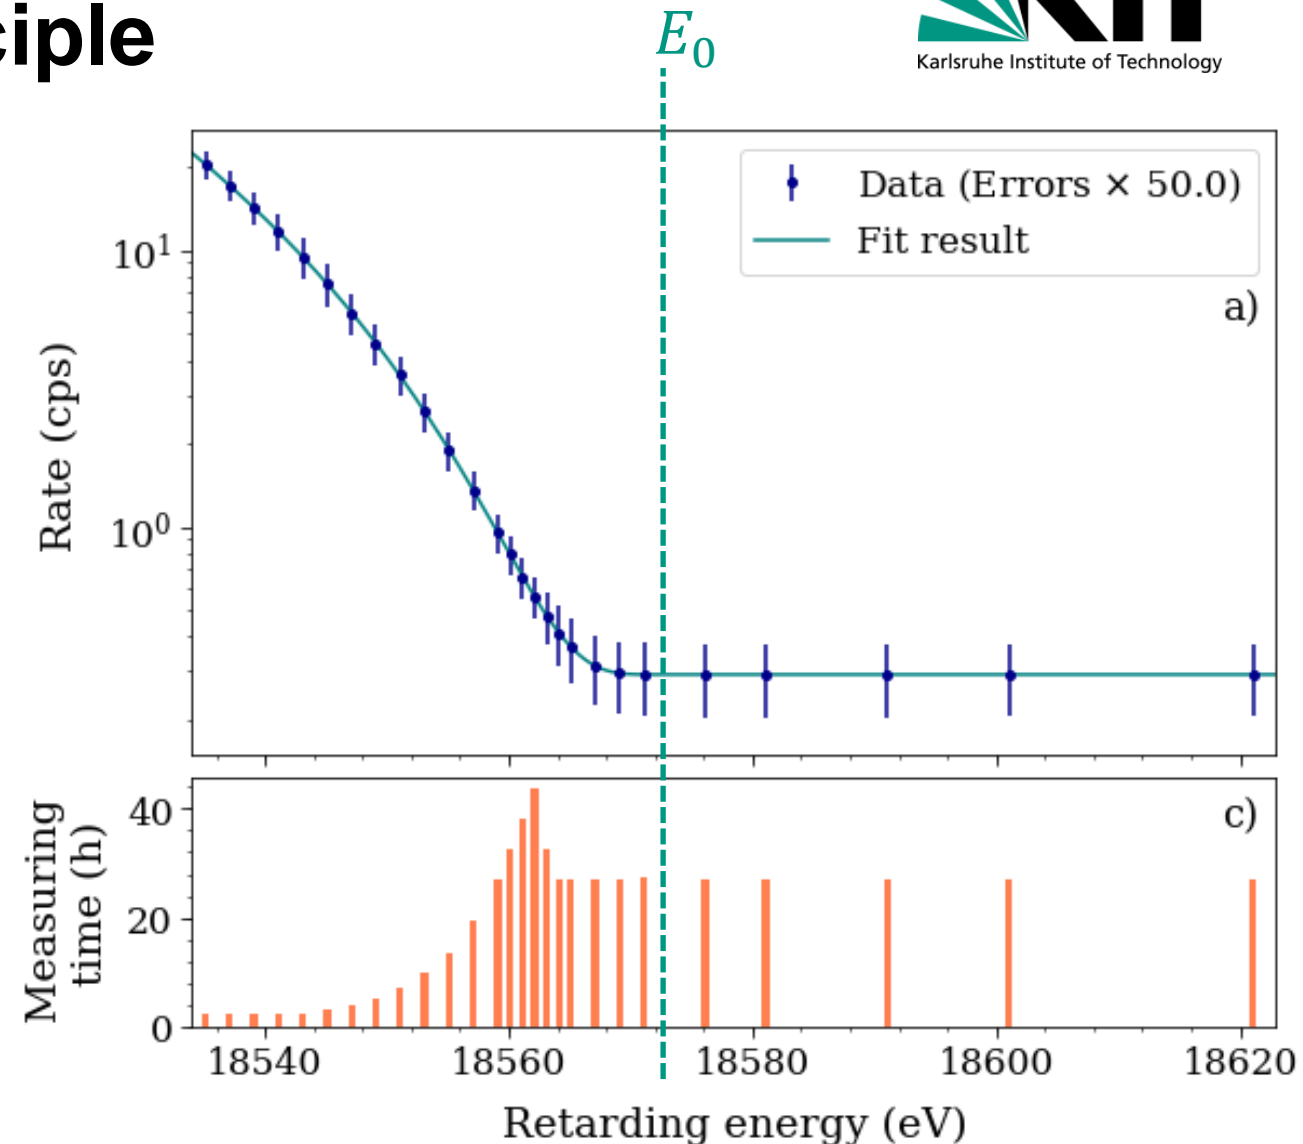 ciple
E₀
KIT
Karlsruhe Institute of Technology
Data (Errors × 50.0)
Fit result
a)
10¹
10⁰
Rate (cps)
c)
40
20
0
Measuring
time (h)
18540 18560 18580 18600 18620
Retarding energy (eV)